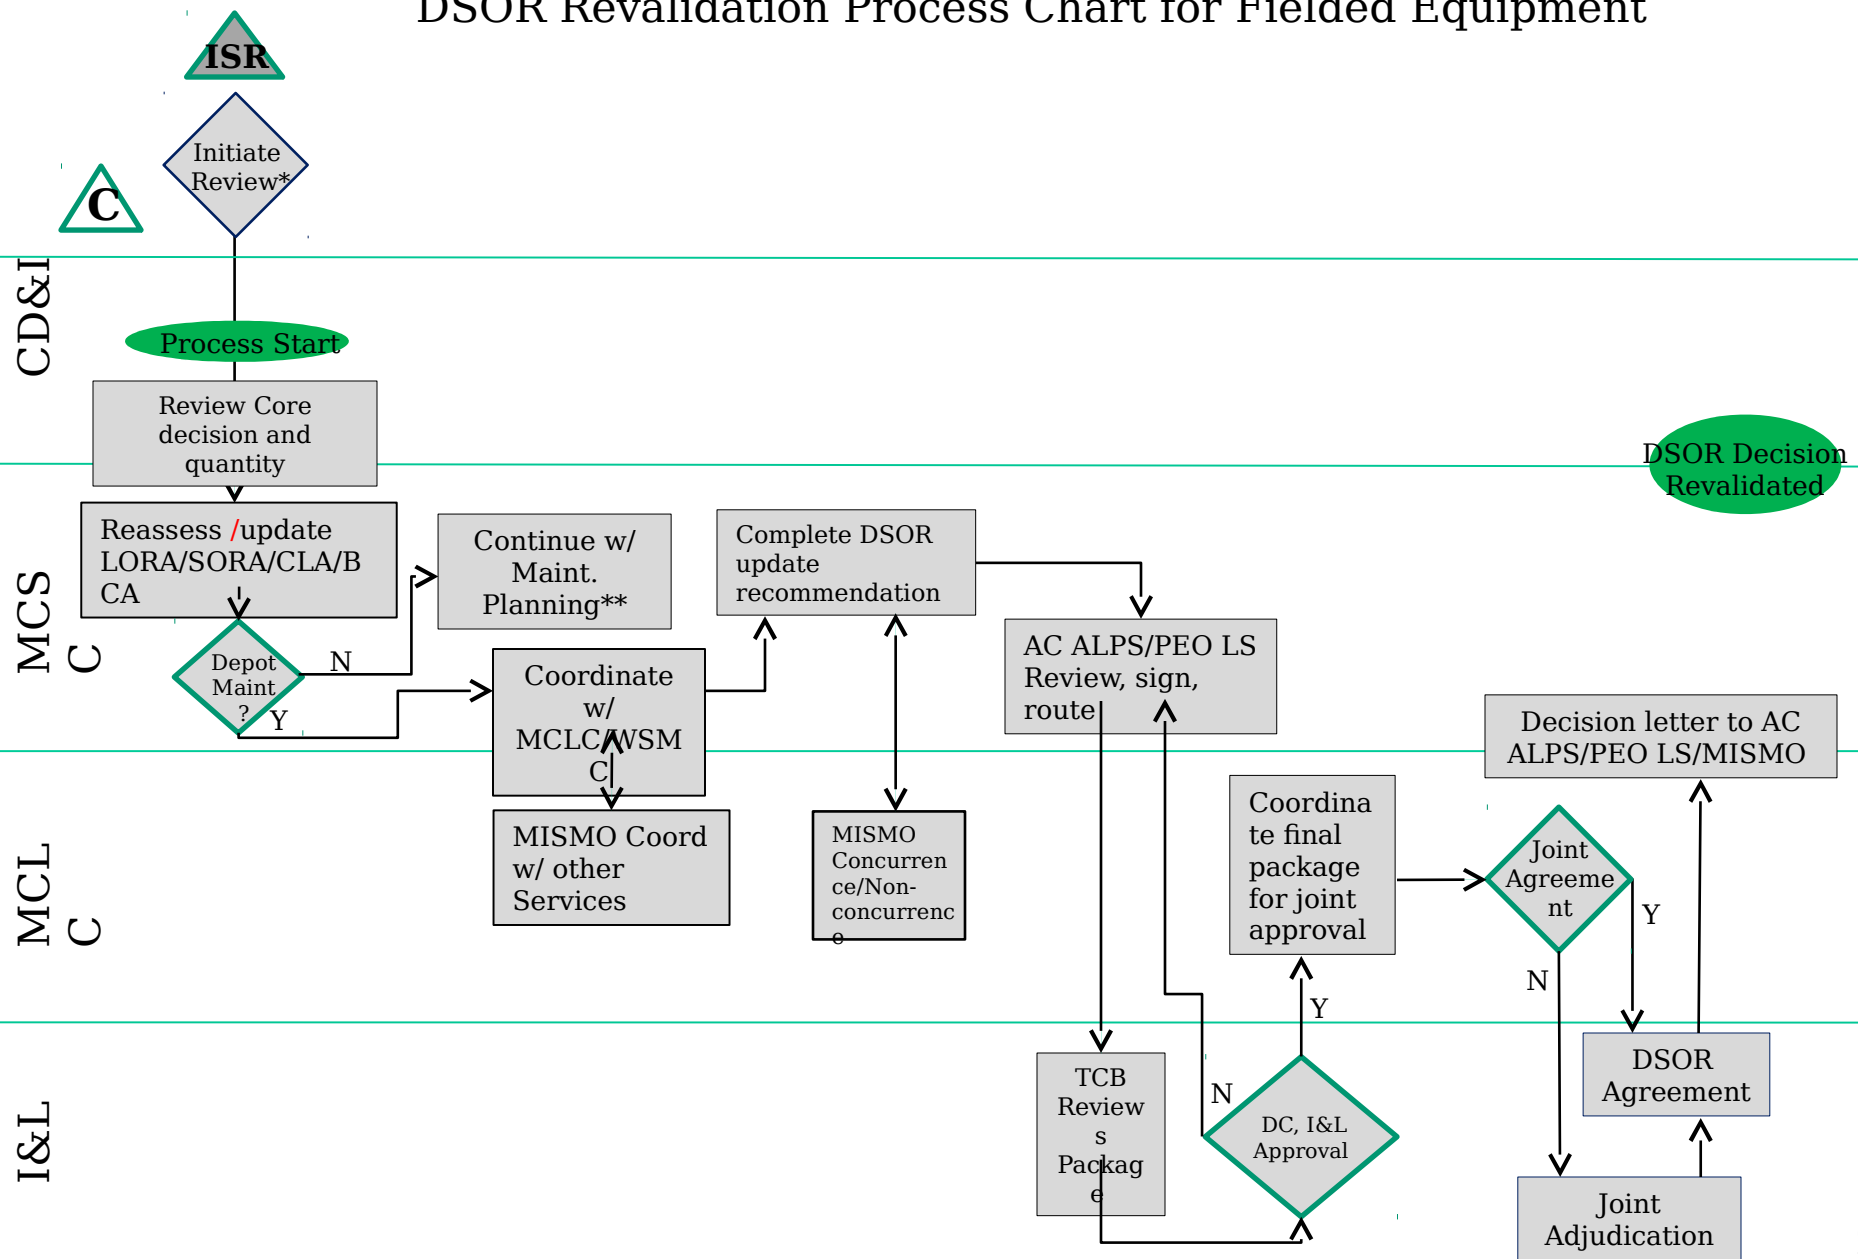 DSOR Revalidation Process Chart for Fielded Equipment
ISR
Initiate
Review*
C
CD&I
Process Start
Review Core
decision and
quantity
DSOR Decision
Revalidated
MCS
C
Reassess /update
LORA/SORA/CLA/B
CA
Continue w/
Maint.
Planning**
Complete DSOR
update
recommendation
Depot
Maint
?
N
Y
Coordinate
w/
MCLC/WSM
C
AC ALPS/PEO LS
Review, sign,
route
Decision letter to AC
ALPS/PEO LS/MISMO
MCL
C
MISMO Coord
w/ other
Services
MISMO
Concurren
ce/Non-
concurrenc
e
Coordina
te final
package
for joint
approval
Joint
Agreeme
nt
Y
N
Y
I&L
TCB
Review
s
Packag
e
N
DC, I&L
Approval
DSOR
Agreement
Joint
Adjudication